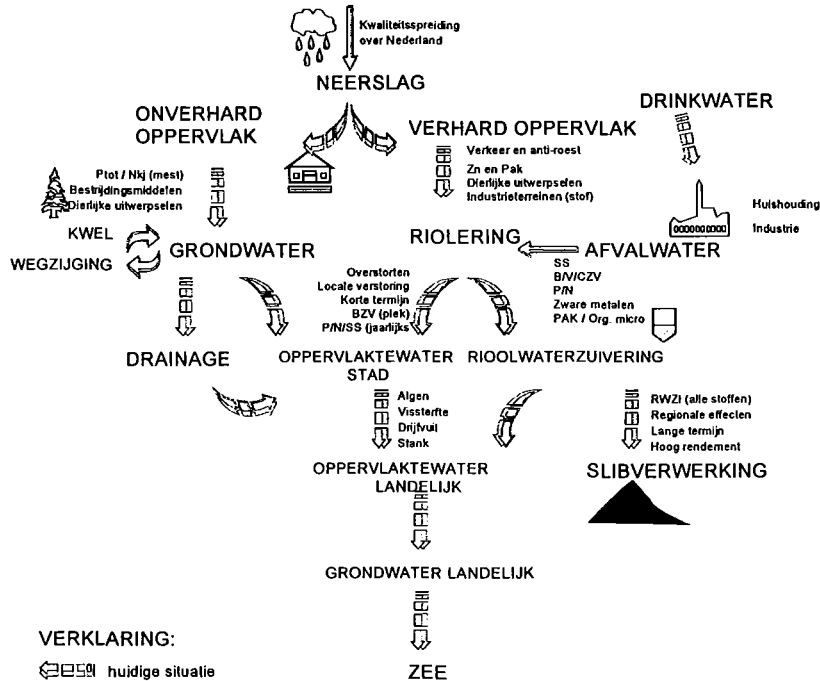 Kwaliteitsspreiding
over Nederland
NEERSLAG
ONVERHARD
OPPERVLAK
VERHARD OPPERVLAK
DRINKWATER
Verkeer en anti-roest
Zn en Pak
Dierlijke uitwerpselen
Industrieterreinen (stof)
Ptot / Nkj (mest)
Bestrijdingsmiddelen
Dierlijke uitwerpselen
Huishouding
Industrie
KWEL
WEGZIJGING
GRONDWATER
RIOLERING
AFVALWATER
Overstorten
Locale verstoring
Korte termijn
BZV (piek)
P/N/SS (jaarlijks
SS
B/V/CZV
P/N
Zware metalen
PAK / Org. micro
DRAINAGE
OPPERVLAKTEWATER
STAD
RIOOLWATERZUIVERING
Algen
Vissterfte
Drijfvuil
Stank
RWZI (alle stoffen)
Regionale effecten
Lange termijn
Hoog rendement
OPPERVLAKTEWATER
LANDELIJK
SLIBVERWERKING
GRONDWATER LANDELIJK
ZEE
VERKLARING:
huidige situatie